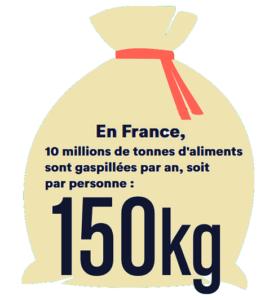 En France,
10 millions de tonnes d'aliments
sont gaspillées par an, soit
par personne :
150kg